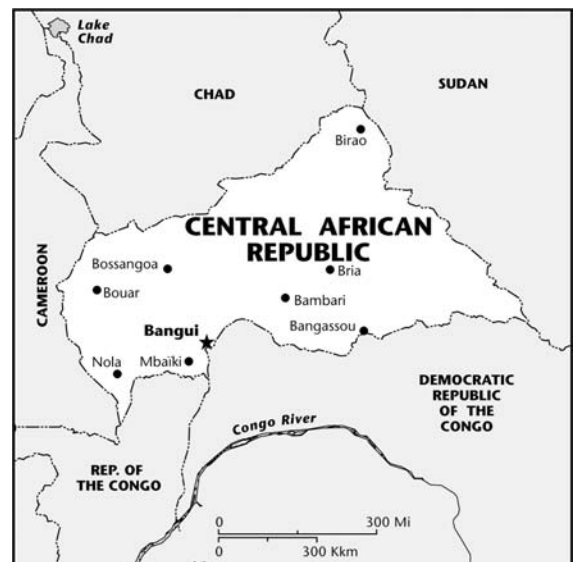 Lake
Chad
CHAD
SUDAN
Birao
CENTRAL AFRICAN
REPUBLIC
Bossangoa
Bria
CAMEROON
Bouar
Bambari
Bangui
Bangassou
Nola
Mbaïki
DEMOCRATIC
REPUBLIC
OF THE
CONGO
Congo River
REP. OF
THE CONGO
0
300 Mi
0
300 Kkm